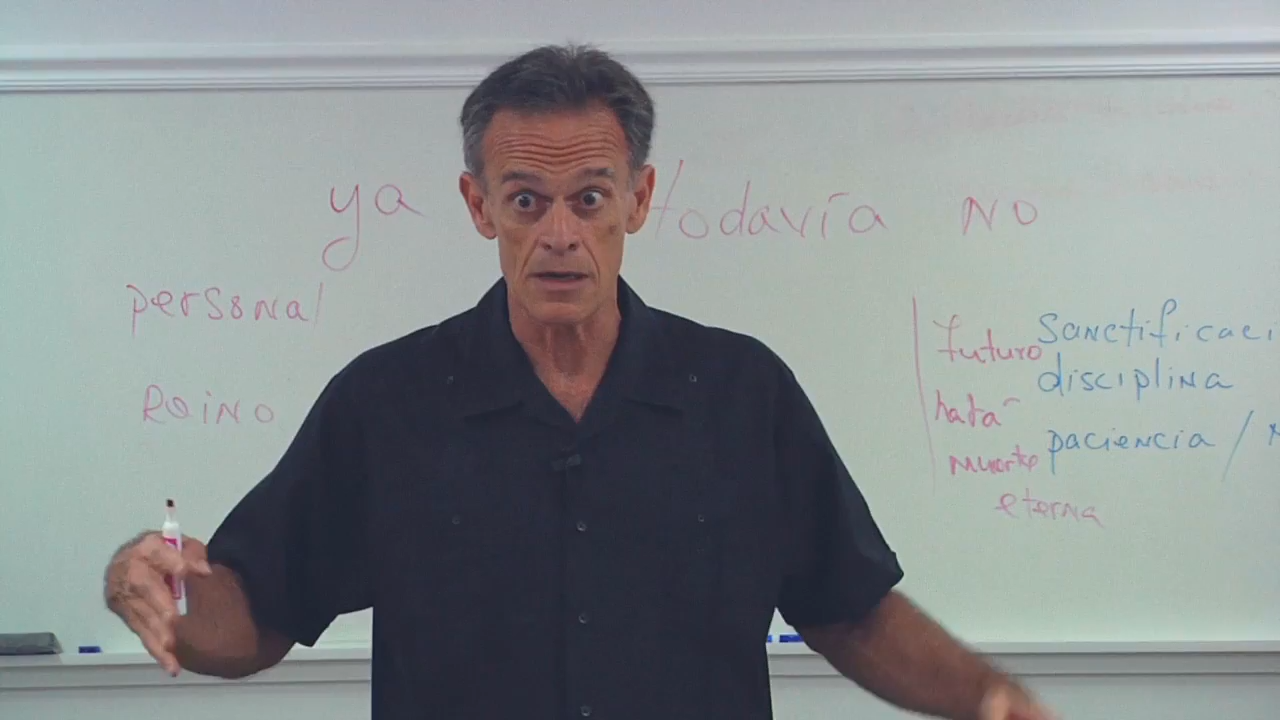 ya todavía NO
personal
Reino
futuro sanctificaci
hata disciplina
muerte paciencia /
eterna